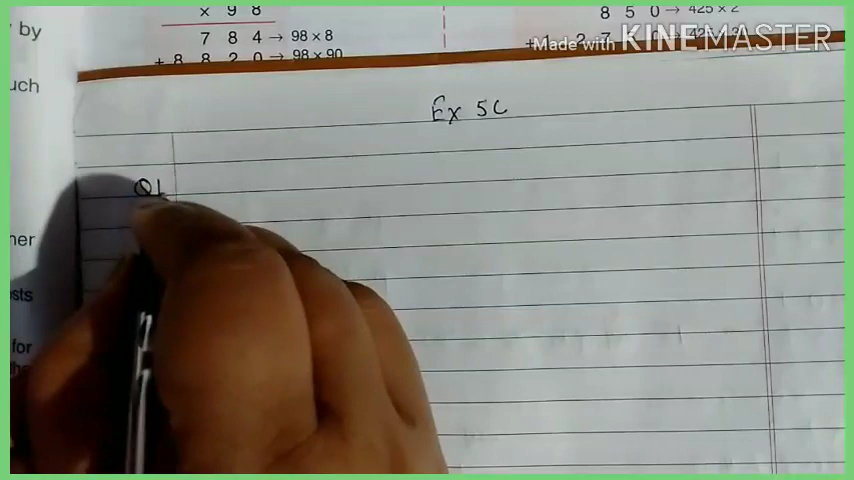 by
uch
her
sts
for
the
× 9 8
7 8 4 → 98 × 8
+ 8 8 2 0 → 98 × 90
8 5 0 → 425 × 2
Made with KINEMASTER
Ex 5C
Q1